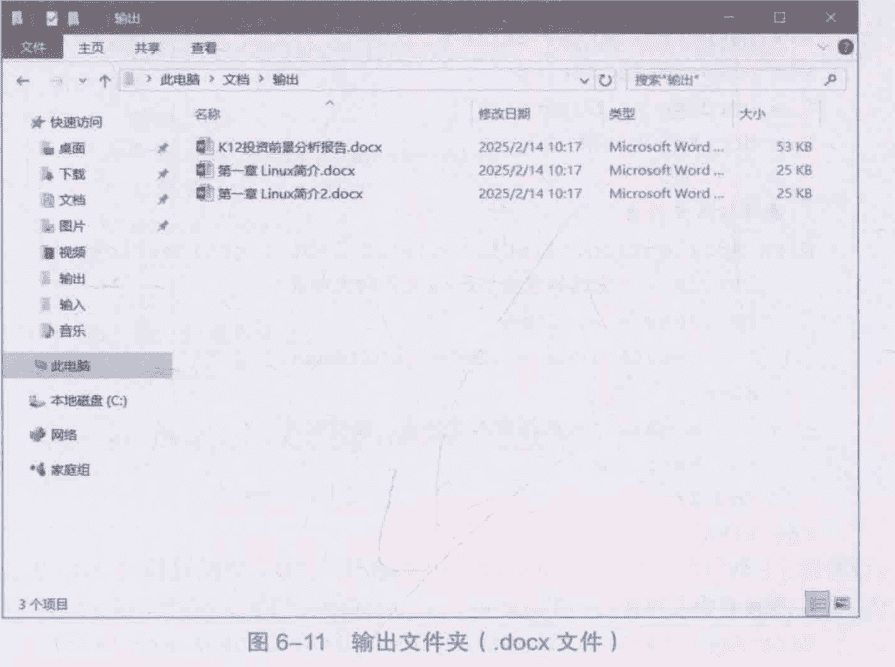 输出
文件 主页 共享 查看
此电脑 > 文档 > 输出 搜索"输出"
名称 修改日期 类型 大小
K12投资前景分析报告.docx 2025/2/14 10:17 Microsoft Word ... 53 KB
第一章 Linux简介.docx 2025/2/14 10:17 Microsoft Word ... 25 KB
第一章 Linux简介2.docx 2025/2/14 10:17 Microsoft Word ... 25 KB
快速访问
桌面
下载
文档
图片
视频
输出
输入
音乐
此电脑
本地磁盘 (C:)
网络
家庭组
3 个项目
图 6-11 输出文件夹（.docx 文件）